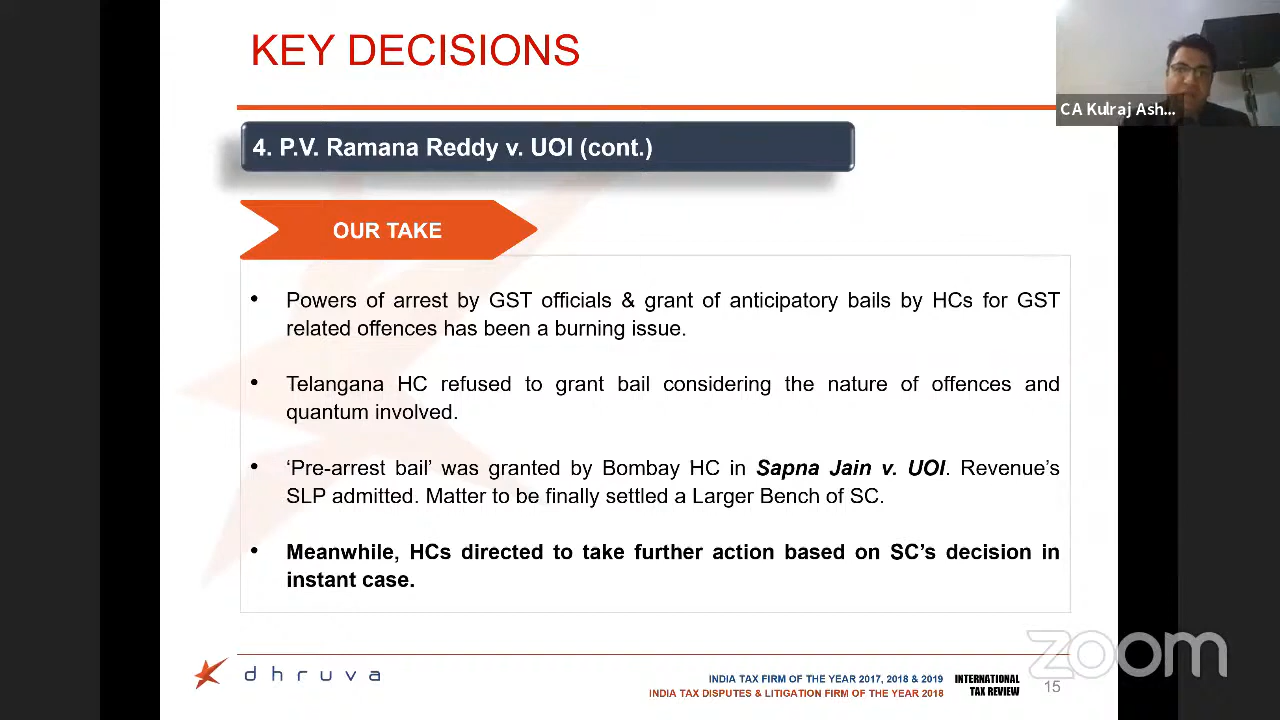 KEY DECISIONS
CA Kulraj Ash...
4. P.V. Ramana Reddy v. UOI (cont.)
OUR TAKE
• Powers of arrest by GST officials & grant of anticipatory bails by HCs for GST
related offences has been a burning issue.
• Telangana HC refused to grant bail considering the nature of offences and
quantum involved.
• ‘Pre-arrest bail’ was granted by Bombay HC in Sapna Jain v. UOI. Revenue’s
SLP admitted. Matter to be finally settled a Larger Bench of SC.
• Meanwhile, HCs directed to take further action based on SC’s decision in
instant case.
zoom
dhruva
INDIA TAX FIRM OF THE YEAR 2017, 2018 & 2019
INDIA TAX DISPUTES & LITIGATION FIRM OF THE YEAR 2018
INTERNATIONAL
TAX REVIEW
15